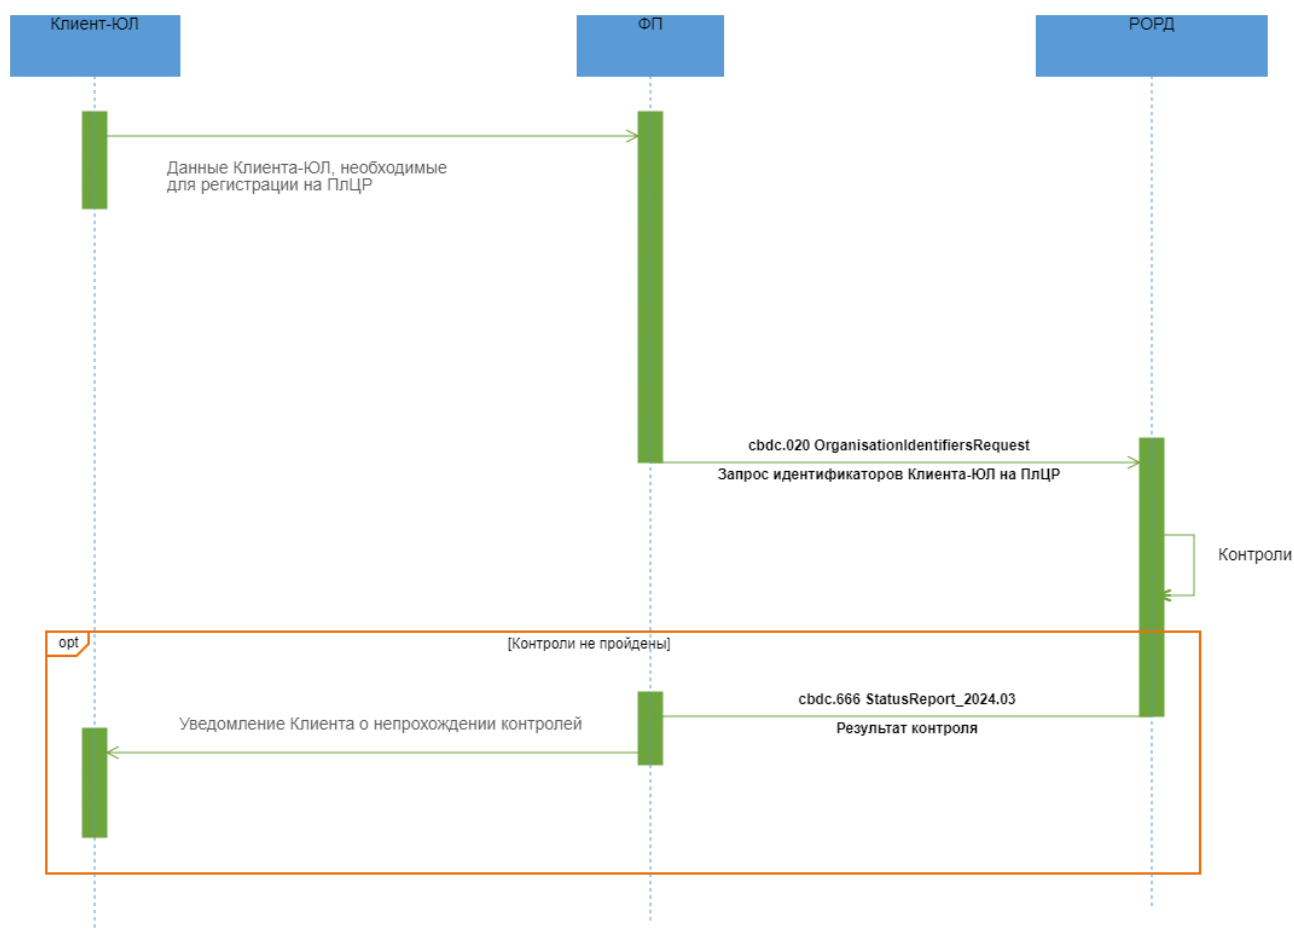 Клиент-ЮЛ
ФП
РОРД
Данные Клиента-ЮЛ, необходимые
для регистрации на ПлЦР
cbdc.020 OrganisationIdentifiersRequest
Запрос идентификаторов Клиента-ЮЛ на ПлЦР
Контроли
opt
[Контроли не пройдены]
cbdc.666 StatusReport_2024.03
Уведомление Клиента о непрохождении контролей
Результат контроля